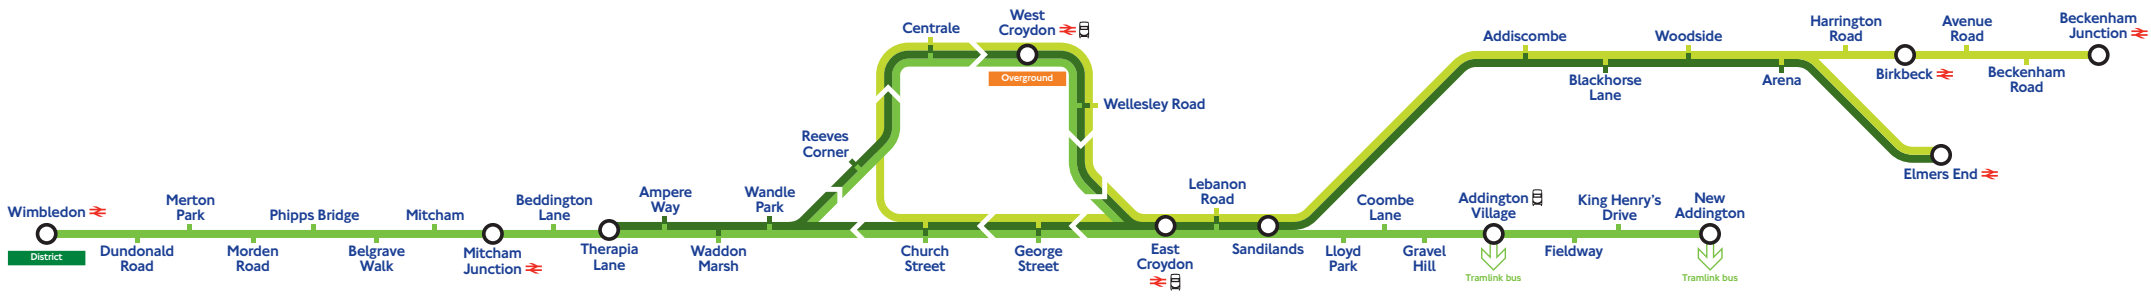 Wimbledon
District
Dundonald
Road
Merton
Park
Morden
Road
Phipps Bridge
Belgrave
Walk
Mitcham
Mitcham
Junction
Beddington
Lane
Therapia
Lane
Ampere
Way
Waddon
Marsh
Wandle
Park
Reeves
Corner
Centrale
West
Croydon
Overground
Wellesley Road
Church
Street
George
Street
East
Croydon
Lebanon
Road
Sandilands
Lloyd
Park
Coombe
Lane
Gravel
Hill
Addington
Village
Tramlink bus
Fieldway
King Henry's
Drive
New
Addington
Tramlink bus
Addiscombe
Blackhorse
Lane
Woodside
Arena
Harrington
Road
Birkbeck
Avenue
Road
Beckenham
Road
Beckenham
Junction
Elmers End